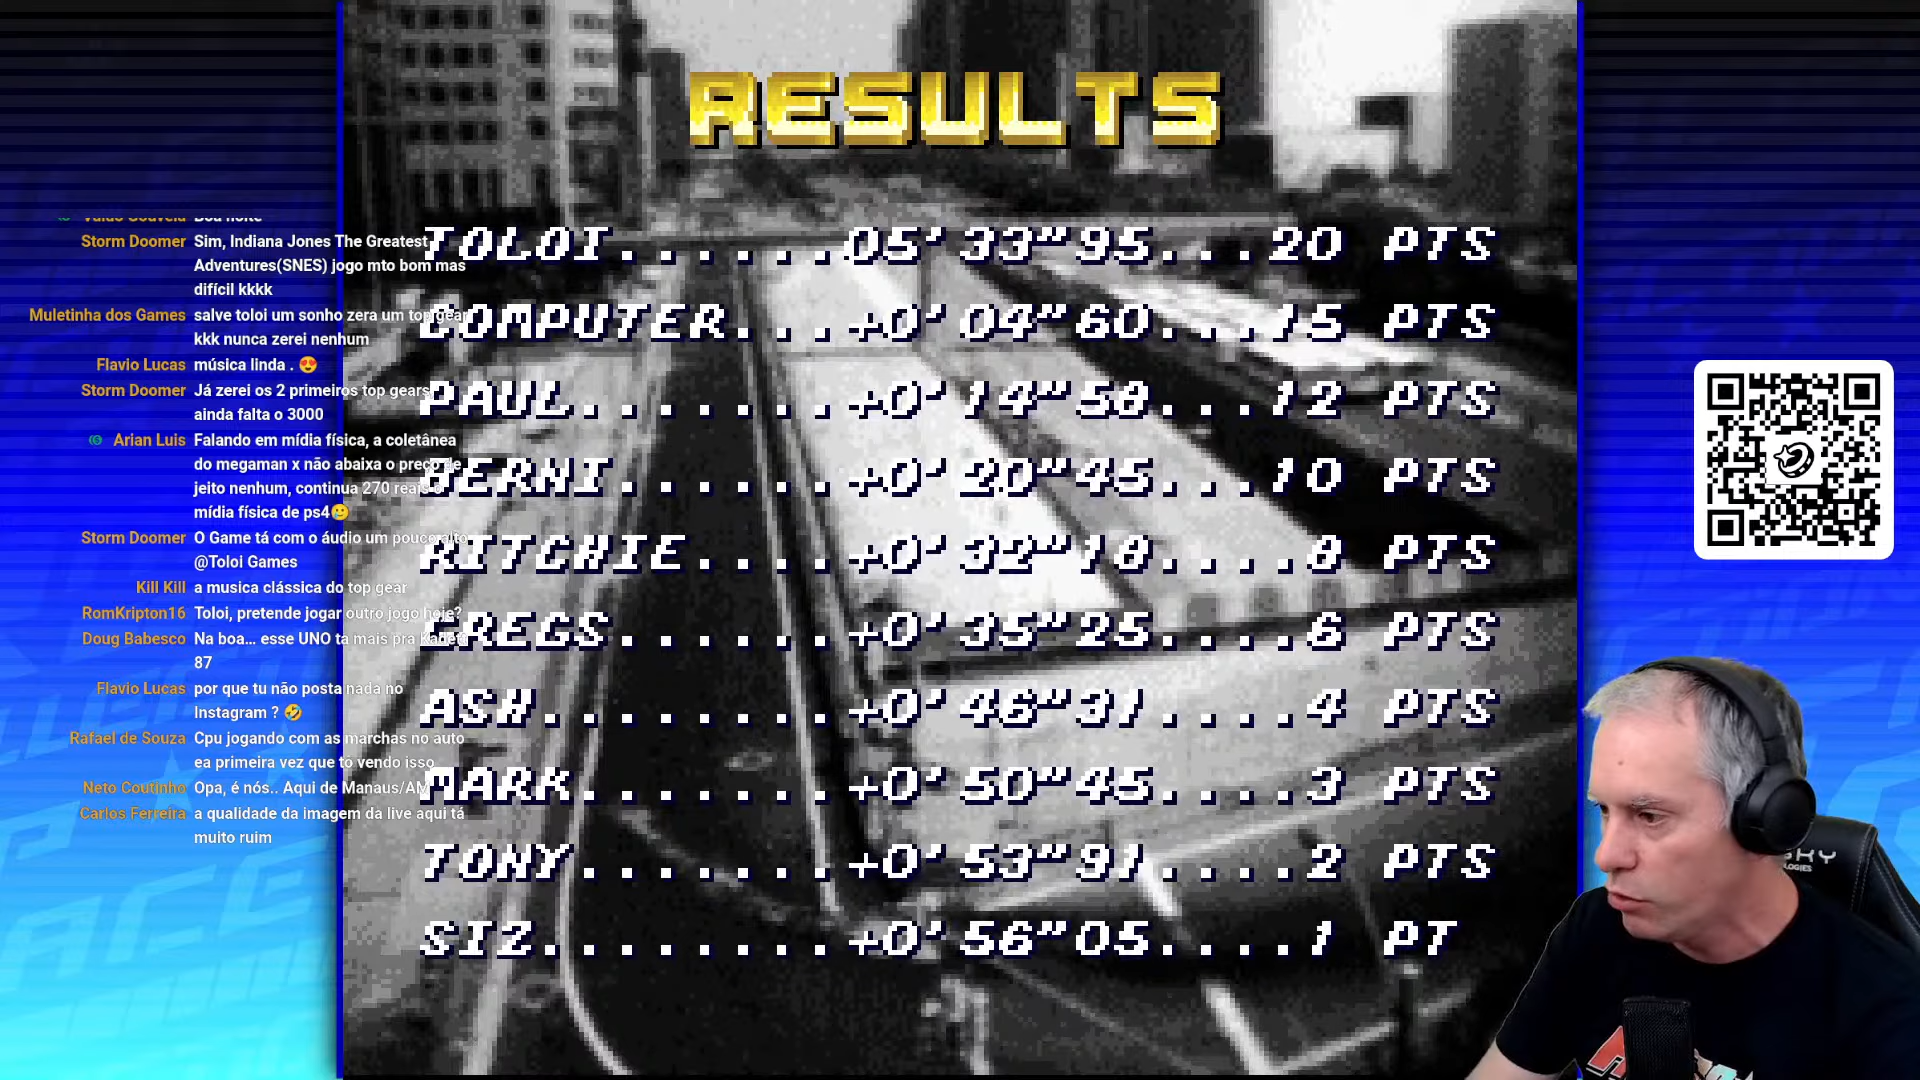 RESULTS
Valdo Gouveia Boa noite
Storm Doomer Sim, Indiana Jones The Greatest
Adventures(SNES) jogo mto bom mas
difícil kkkk
Muletinha dos Games salve toloi um sonho zera um top gear
kkk nunca zerei nenhum
Flavio Lucas música linda . 😍
Storm Doomer Já zerei os 2 primeiros top gears
ainda falta o 3000
Arian Luis Falando em mídia física, a coletânea
do megaman x não abaixa o preço de
jeito nenhum, continua 270 reais o
mídia física de ps4🥲
Storm Doomer O Game tá com o áudio um pouco alto
@Toloi Games
Kill Kill a musica clássica do top gear
RomKripton16 Toloi, pretende jogar outro jogo hoje?
Doug Babesco Na boa… esse UNO ta mais pra Kadett
87
Flavio Lucas por que tu não posta nada no
Instagram ? 🤣
Rafael de Souza Cpu jogando com as marchas no auto
ea primeira vez que to vendo isso
Neto Coutinho Opa, é nós.. Aqui de Manaus/AM
Carlos Ferreira a qualidade da imagem da live aqui tá
muito ruim
TOLOI......05'33"95...20 PTS
COMPUTER...+0'04"60...15 PTS
PAUL.......+0'14"58...12 PTS
BERNI......+0'20"45...10 PTS
RITCHIE....+0'32"18....8 PTS
GREGS......+0'35"25....6 PTS
ASH........+0'46"31....4 PTS
MARK.......+0'50"45....3 PTS
TONY.......+0'53"91....2 PTS
SIZ........+0'56"05....1 PT